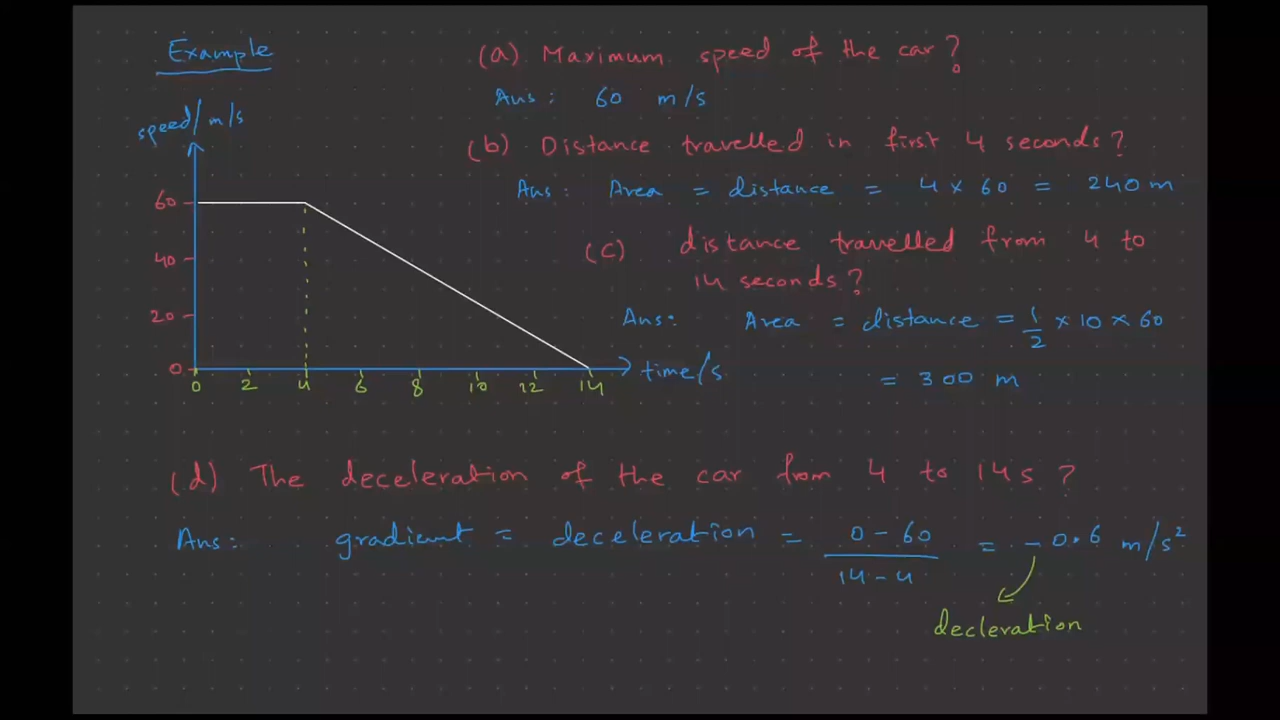 Example
speed/ m/s
60
40
20
0
0 2 4 6 8 10 12 14
time/s
(a) Maximum speed of the car?
Ans: 60 m/s
(b) Distance travelled in first 4 seconds?
Ans: Area = distance = 4 x 60 = 240 m
(c) distance travelled from 4 to
14 seconds?
Ans: Area = distance = 1/2 x 10 x 60
= 300 m
(d) The deceleration of the car from 4 to 14s?
Ans: gradient = deceleration = 0 - 60 / 14 - 4 = -0.6 m/s²
decleration